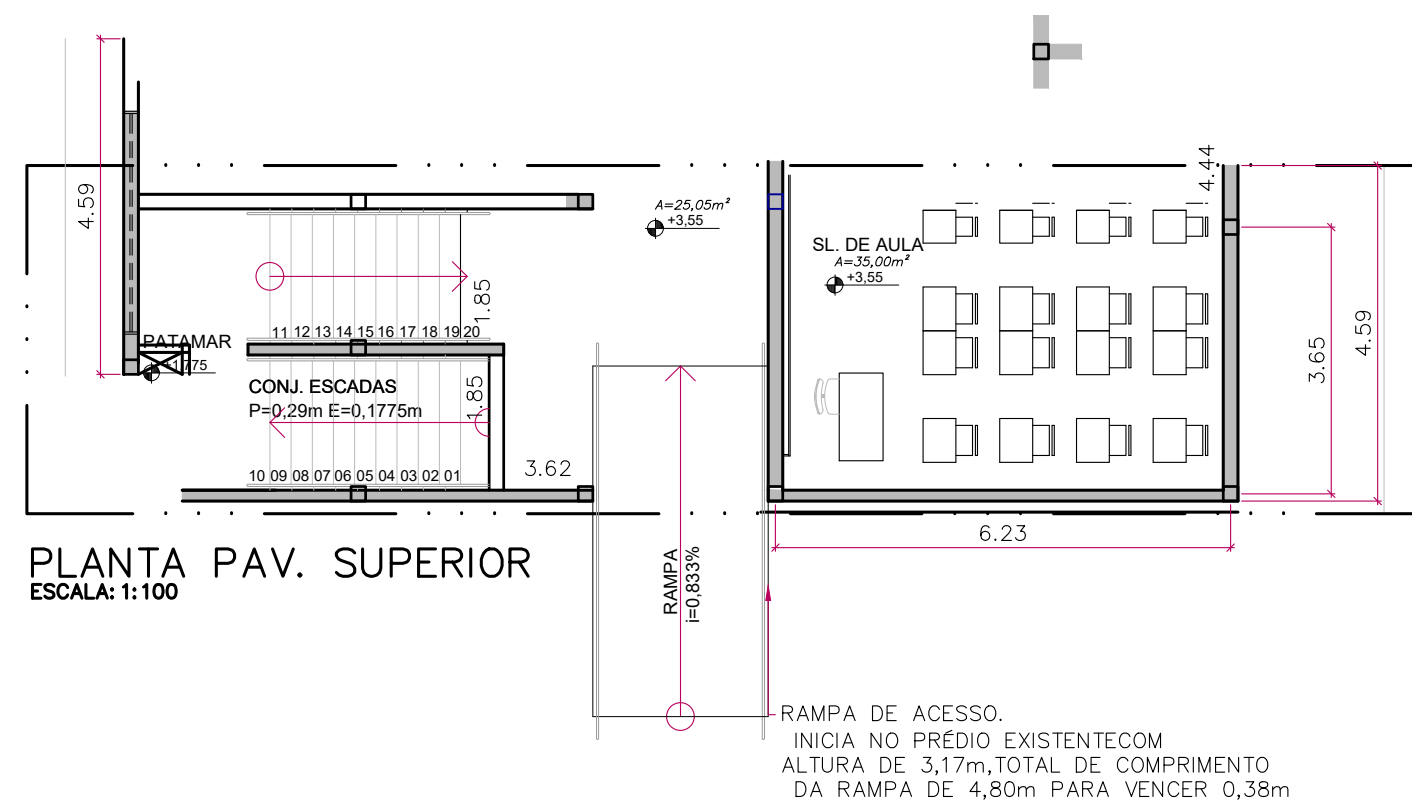 4.59
4.44
A=25,05m²
+3,55
SL. DE AULA
A=35,00m²
+3,55
1.85
11 12 13 14 15 16 17 18 19 20
PATAMAR
+1,775
CONJ. ESCADAS
P=0,29m E=0,1775m
1.85
3.65
4.59
10 09 08 07 06 05 04 03 02 01
3.62
6.23
PLANTA PAV. SUPERIOR
ESCALA: 1:100
RAMPA
i=0,833%
RAMPA DE ACESSO.
INICIA NO PRÉDIO EXISTENTECOM
ALTURA DE 3,17m,TOTAL DE COMPRIMENTO
DA RAMPA DE 4,80m PARA VENCER 0,38m